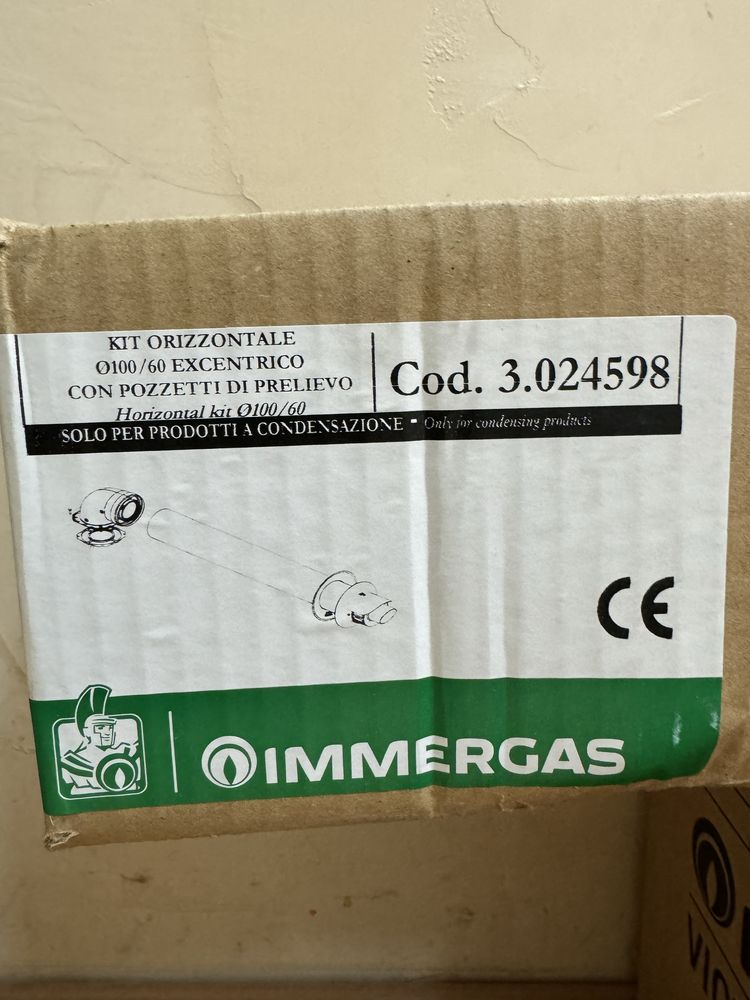 KIT ORIZZONTALE
Ø100/60 EXCENTRICO
CON POZZETTI DI PRELIEVO
Horizontal kit Ø100/60
Cod. 3.024598
SOLO PER PRODOTTI A CONDENSAZIONE - Only for condensing products
CE
IMMERGAS